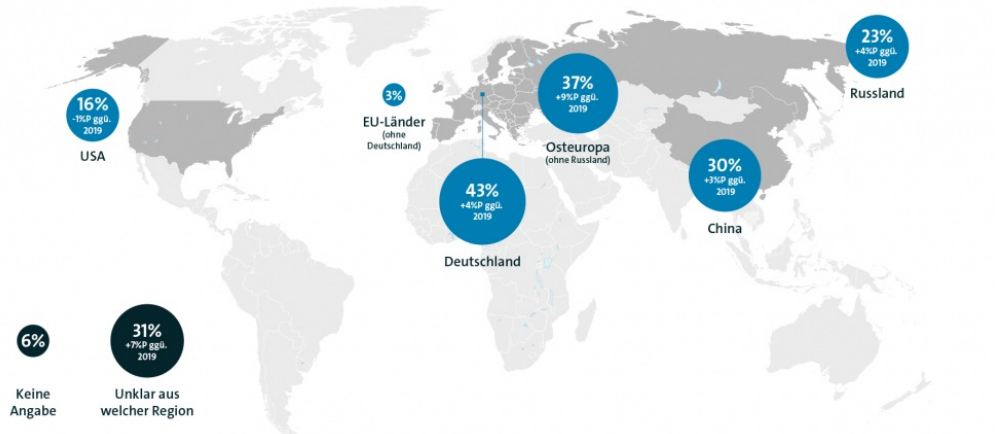 23%
+4%P ggü.
2019
Russland
37%
+9%P ggü.
2019
Osteuropa
(ohne Russland)
3%
EU-Länder
(ohne
Deutschland)
16%
-1%P ggü.
2019
USA
43%
+4%P ggü.
2019
Deutschland
30%
+3%P ggü.
2019
China
6%
Keine
Angabe
31%
+7%P ggü.
2019
Unklar aus
welcher Region